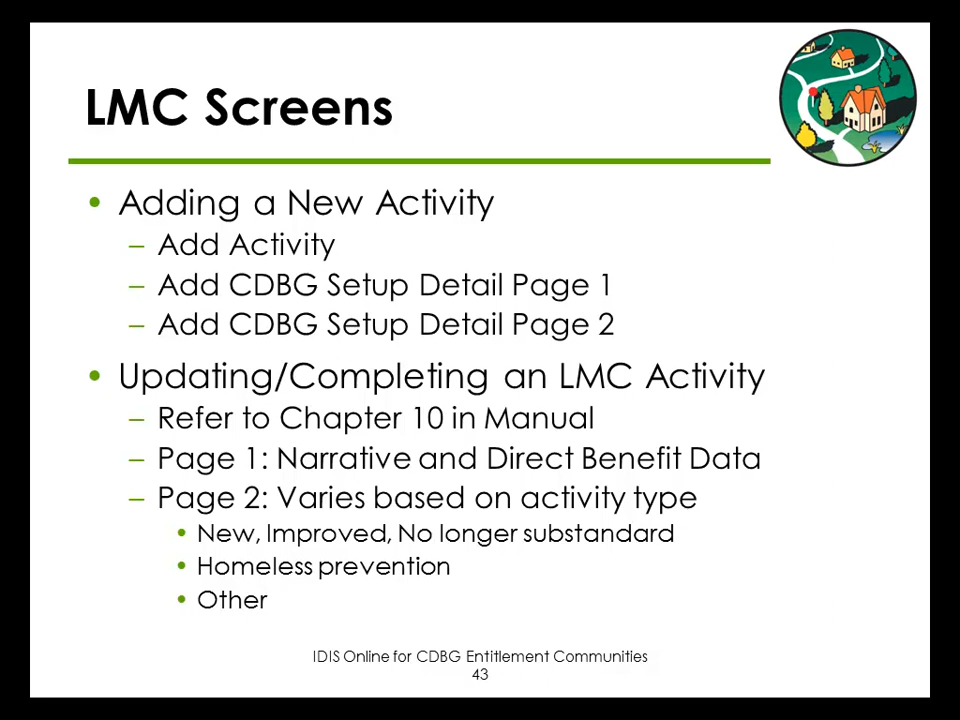 LMC Screens
• Adding a New Activity
– Add Activity
– Add CDBG Setup Detail Page 1
– Add CDBG Setup Detail Page 2
• Updating/Completing an LMC Activity
– Refer to Chapter 10 in Manual
– Page 1: Narrative and Direct Benefit Data
– Page 2: Varies based on activity type
• New, Improved, No longer substandard
• Homeless prevention
• Other
IDIS Online for CDBG Entitlement Communities
43